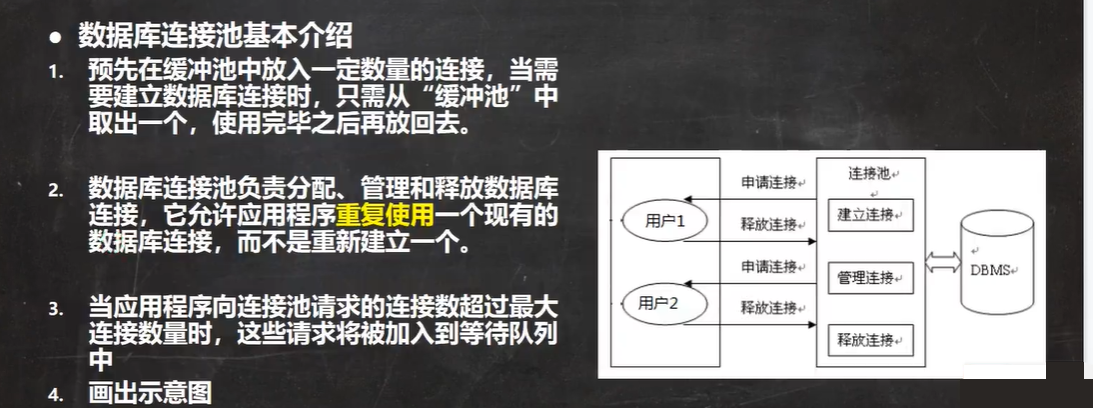 ● 数据库连接池基本介绍
1. 预先在缓冲池中放入一定数量的连接，当需
要建立数据库连接时，只需从“缓冲池”中
取出一个，使用完毕之后再放回去。
2. 数据库连接池负责分配、管理和释放数据库
连接，它允许应用程序重复使用一个现有的
数据库连接，而不是重新建立一个。
3. 当应用程序向连接池请求的连接数超过最大
连接数量时，这些请求将被加入到等待队列
中
4. 画出示意图
用户1
用户2
申请连接
释放连接
申请连接
释放连接
连接池
建立连接
管理连接
释放连接
DBMS